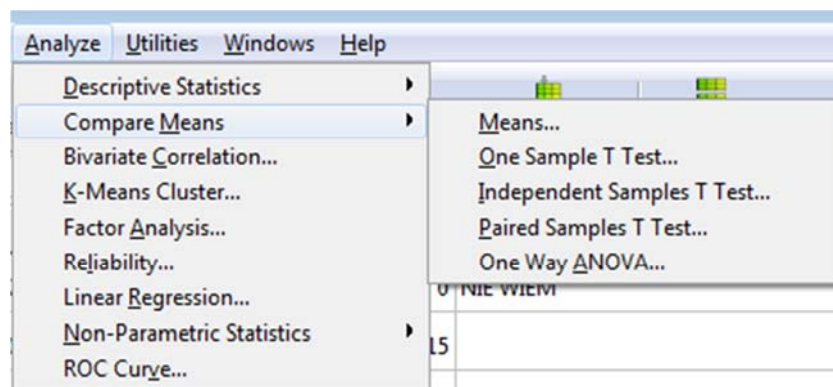 Analyze Utilities Windows Help
Descriptive Statistics
Compare Means
Bivariate Correlation...
K-Means Cluster...
Factor Analysis...
Reliability...
Linear Regression...
Non-Parametric Statistics
ROC Curve...
Means...
One Sample T Test...
Independent Samples T Test...
Paired Samples T Test...
One Way ANOVA...
0 NIE WIEM
15